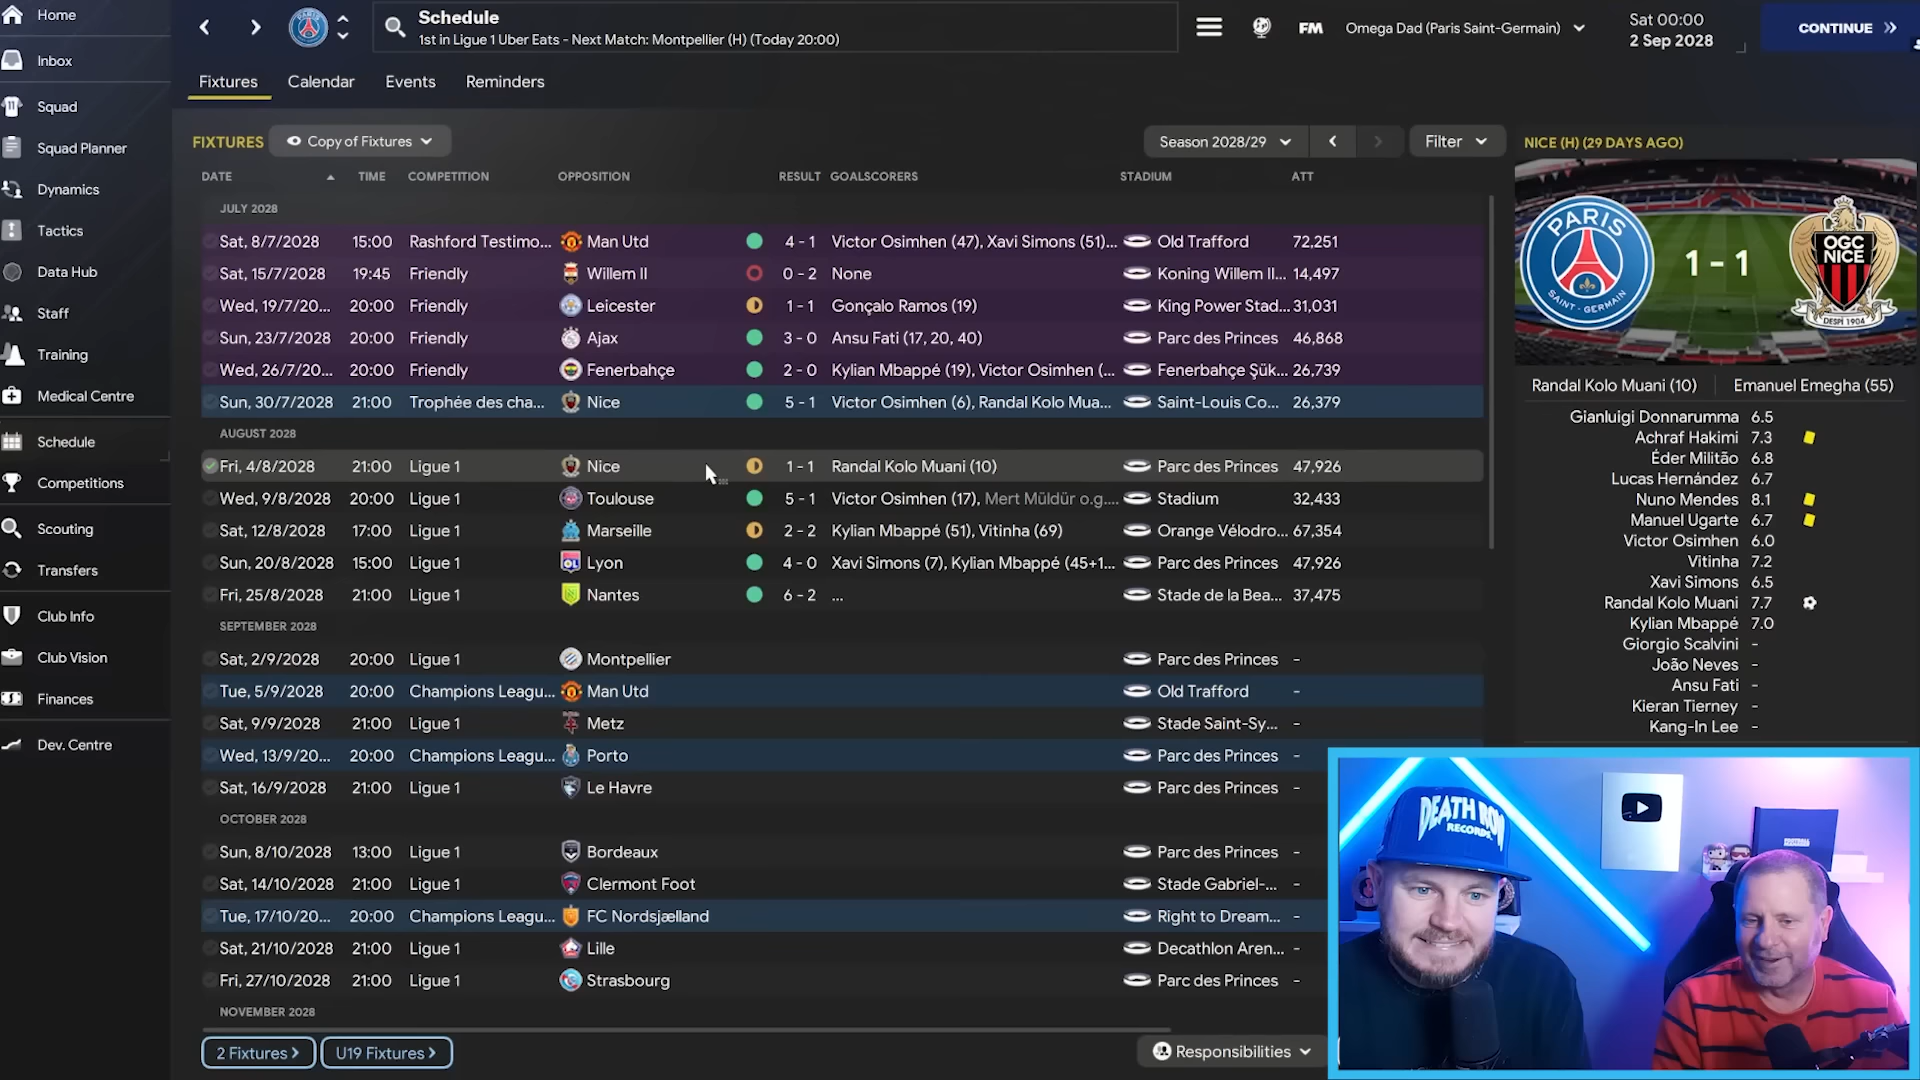 Home
Inbox
Squad
Squad Planner
Dynamics
Tactics
Data Hub
Staff
Training
Medical Centre
Schedule
Competitions
Scouting
Transfers
Club Info
Club Vision
Finances
Dev. Centre
Schedule
1st in Ligue 1 Uber Eats - Next Match: Montpellier (H) (Today 20:00)
FM
Omega Dad (Paris Saint-Germain)
Sat 00:00
2 Sep 2028
CONTINUE
Fixtures Calendar Events Reminders
FIXTURES Copy of Fixtures Season 2028/29 Filter
DATE TIME COMPETITION OPPOSITION RESULT GOALSCORERS STADIUM ATT
JULY 2028
Sat, 8/7/2028 15:00 Rashford Testimo... Man Utd 4 - 1 Victor Osimhen (47), Xavi Simons (51)... Old Trafford 72,251
Sat, 15/7/2028 19:45 Friendly Willem II 0 - 2 None Koning Willem II... 14,497
Wed, 19/7/20... 20:00 Friendly Leicester 1 - 1 Gonçalo Ramos (19) King Power Stad... 31,031
Sun, 23/7/2028 20:00 Friendly Ajax 3 - 0 Ansu Fati (17, 20, 40) Parc des Princes 46,868
Wed, 26/7/20... 20:00 Friendly Fenerbahçe 2 - 0 Kylian Mbappé (19), Victor Osimhen (... Fenerbahçe Şük... 26,739
Sun, 30/7/2028 21:00 Trophée des cha... Nice 5 - 1 Victor Osimhen (6), Randal Kolo Mua... Saint-Louis Co... 26,379
AUGUST 2028
Fri, 4/8/2028 21:00 Ligue 1 Nice 1 - 1 Randal Kolo Muani (10) Parc des Princes 47,926
Wed, 9/8/2028 20:00 Ligue 1 Toulouse 5 - 1 Victor Osimhen (17), Mert Müldür o.g.... Stadium 32,433
Sat, 12/8/2028 17:00 Ligue 1 Marseille 2 - 2 Kylian Mbappé (51), Vitinha (69) Orange Vélodro... 67,354
Sun, 20/8/2028 15:00 Ligue 1 Lyon 4 - 0 Xavi Simons (7), Kylian Mbappé (45+1... Parc des Princes 47,926
Fri, 25/8/2028 21:00 Ligue 1 Nantes 6 - 2 ... Stade de la Bea... 37,475
SEPTEMBER 2028
Sat, 2/9/2028 20:00 Ligue 1 Montpellier Parc des Princes -
Tue, 5/9/2028 20:00 Champions Leagu... Man Utd Old Trafford -
Sat, 9/9/2028 21:00 Ligue 1 Metz Stade Saint-Sy... -
Wed, 13/9/20... 20:00 Champions Leagu... Porto Parc des Princes -
Sat, 16/9/2028 21:00 Ligue 1 Le Havre Parc des Princes -
OCTOBER 2028
Sun, 8/10/2028 13:00 Ligue 1 Bordeaux Parc des Princes -
Sat, 14/10/2028 21:00 Ligue 1 Clermont Foot Stade Gabriel-... -
Tue, 17/10/20... 20:00 Champions Leagu... FC Nordsjælland Right to Dream... -
Sat, 21/10/2028 21:00 Ligue 1 Lille Decathlon Aren... -
Fri, 27/10/2028 21:00 Ligue 1 Strasbourg Parc des Princes -
NOVEMBER 2028
2 Fixtures U19 Fixtures Responsibilities
NICE (H) (29 DAYS AGO)
PARIS
SAINT-GERMAIN
1 - 1
OGC
NICE
DESPÍ 1904
Randal Kolo Muani (10) Emanuel Emegha (55)
Gianluigi Donnarumma 6.5
Achraf Hakimi 7.3
Éder Militão 6.8
Lucas Hernández 6.7
Nuno Mendes 8.1
Manuel Ugarte 6.7
Victor Osimhen 6.0
Vitinha 7.2
Xavi Simons 6.5
Randal Kolo Muani 7.7
Kylian Mbappé 7.0
Giorgio Scalvini -
João Neves -
Ansu Fati -
Kieran Tierney -
Kang-In Lee -
DEATH ROW
RECORDS